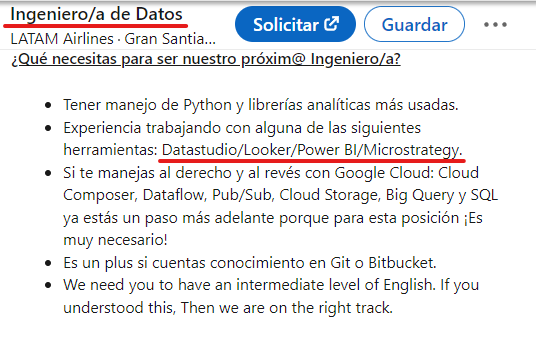 Ingeniero/a de Datos
LATAM Airlines · Gran Santia...
Solicitar
Guardar
¿Qué necesitas para ser nuestro próxim@ Ingeniero/a?
• Tener manejo de Python y librerías analíticas más usadas.
• Experiencia trabajando con alguna de las siguientes
herramientas: Datastudio/Looker/Power BI/Microstrategy.
• Si te manejas al derecho y al revés con Google Cloud: Cloud
Composer, Dataflow, Pub/Sub, Cloud Storage, Big Query y SQL
ya estás un paso más adelante porque para esta posición ¡Es
muy necesario!
• Es un plus si cuentas conocimiento en Git o Bitbucket.
• We need you to have an intermediate level of English. If you
understood this, Then we are on the right track.